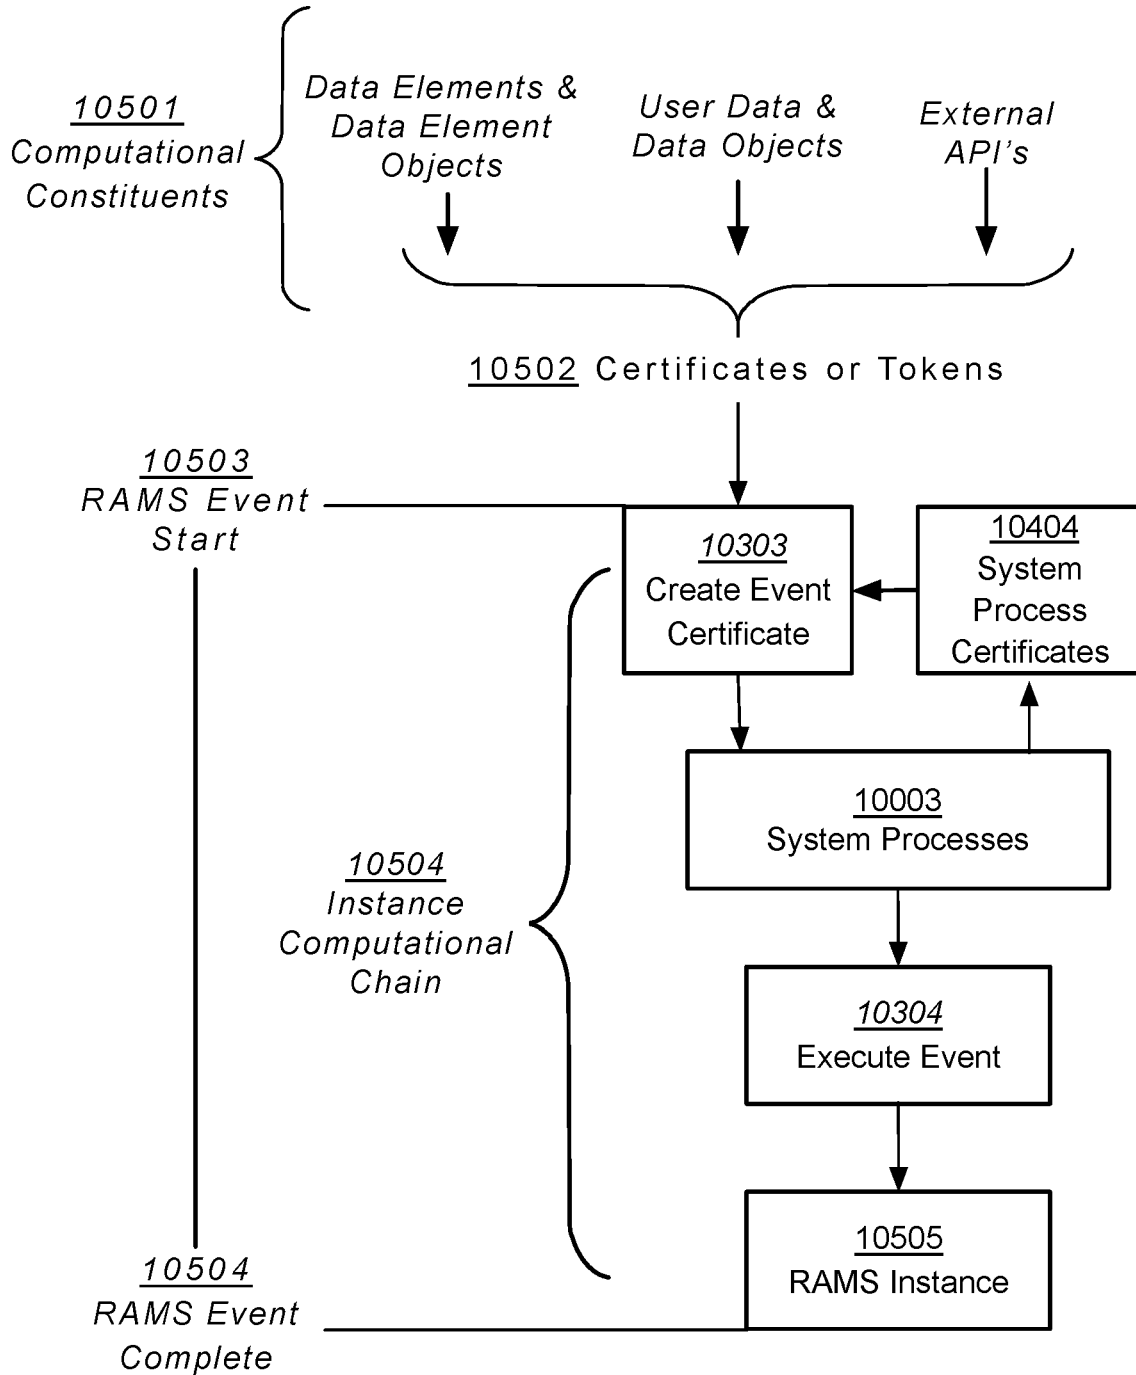 10501
Computational
Constituents
Data Elements &
Data Element
Objects
User Data &
Data Objects
External
API's
10502 Certificates or Tokens
10503
RAMS Event
Start
10303
Create Event
Certificate
10404
System
Process
Certificates
10003
System Processes
10504
Instance
Computational
Chain
10304
Execute Event
10505
RAMS Instance
10504
RAMS Event
Complete